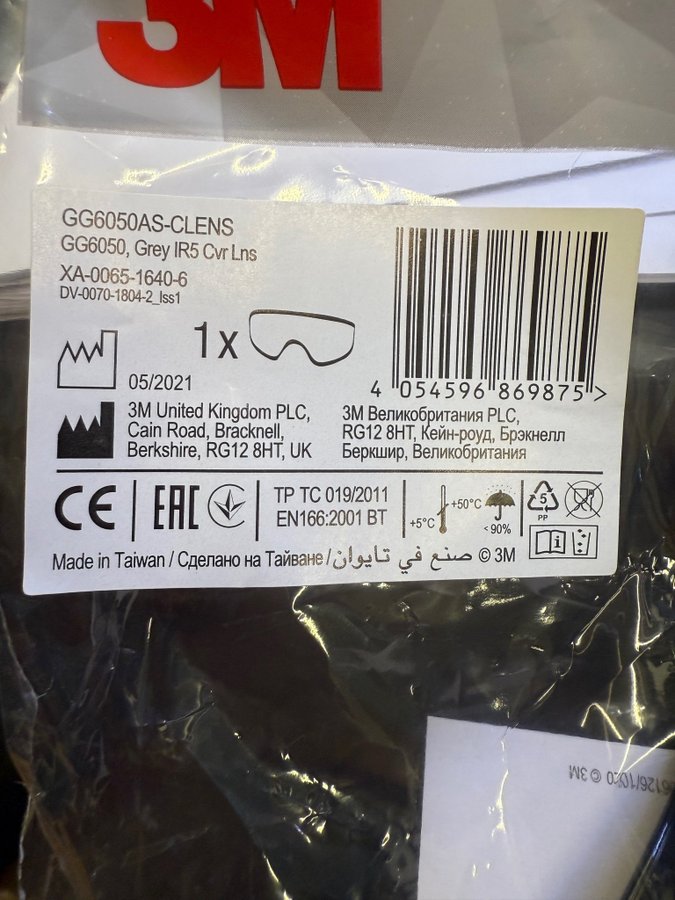 3M
GG6050AS-CLENS
GG6050, Grey IR5 Cvr Lns
XA-0065-1640-6
DV-0070-1804-2_Iss1
1x
05/2021
3M United Kingdom PLC,
Cain Road, Bracknell,
Berkshire, RG12 8HT, UK
4 054596 869875 >
3M Великобритания PLC,
RG12 8HT, Кейн-роуд, Брэкнелл
Беркшир, Великобритания
CE EAC
ТР ТС 019/2011
EN166:2001 BT
+5°C
+50°C
<90%
5
PP
i
Made in Taiwan / Сделано на Тайване / صنع في تايوان © 3M
© 3M